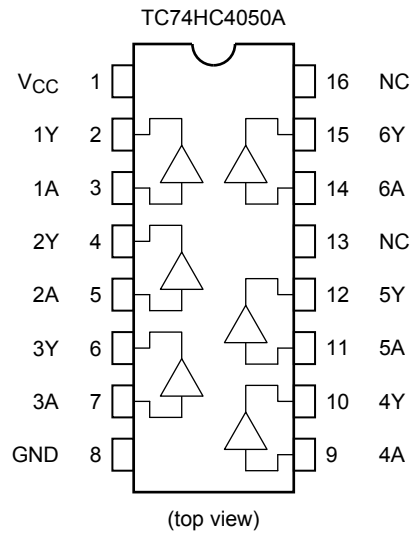 TC74HC4050A
VCC 1 16 NC
1Y 2 15 6Y
1A 3 14 6A
2Y 4 13 NC
2A 5 12 5Y
3Y 6 11 5A
3A 7 10 4Y
GND 8 9 4A
(top view)